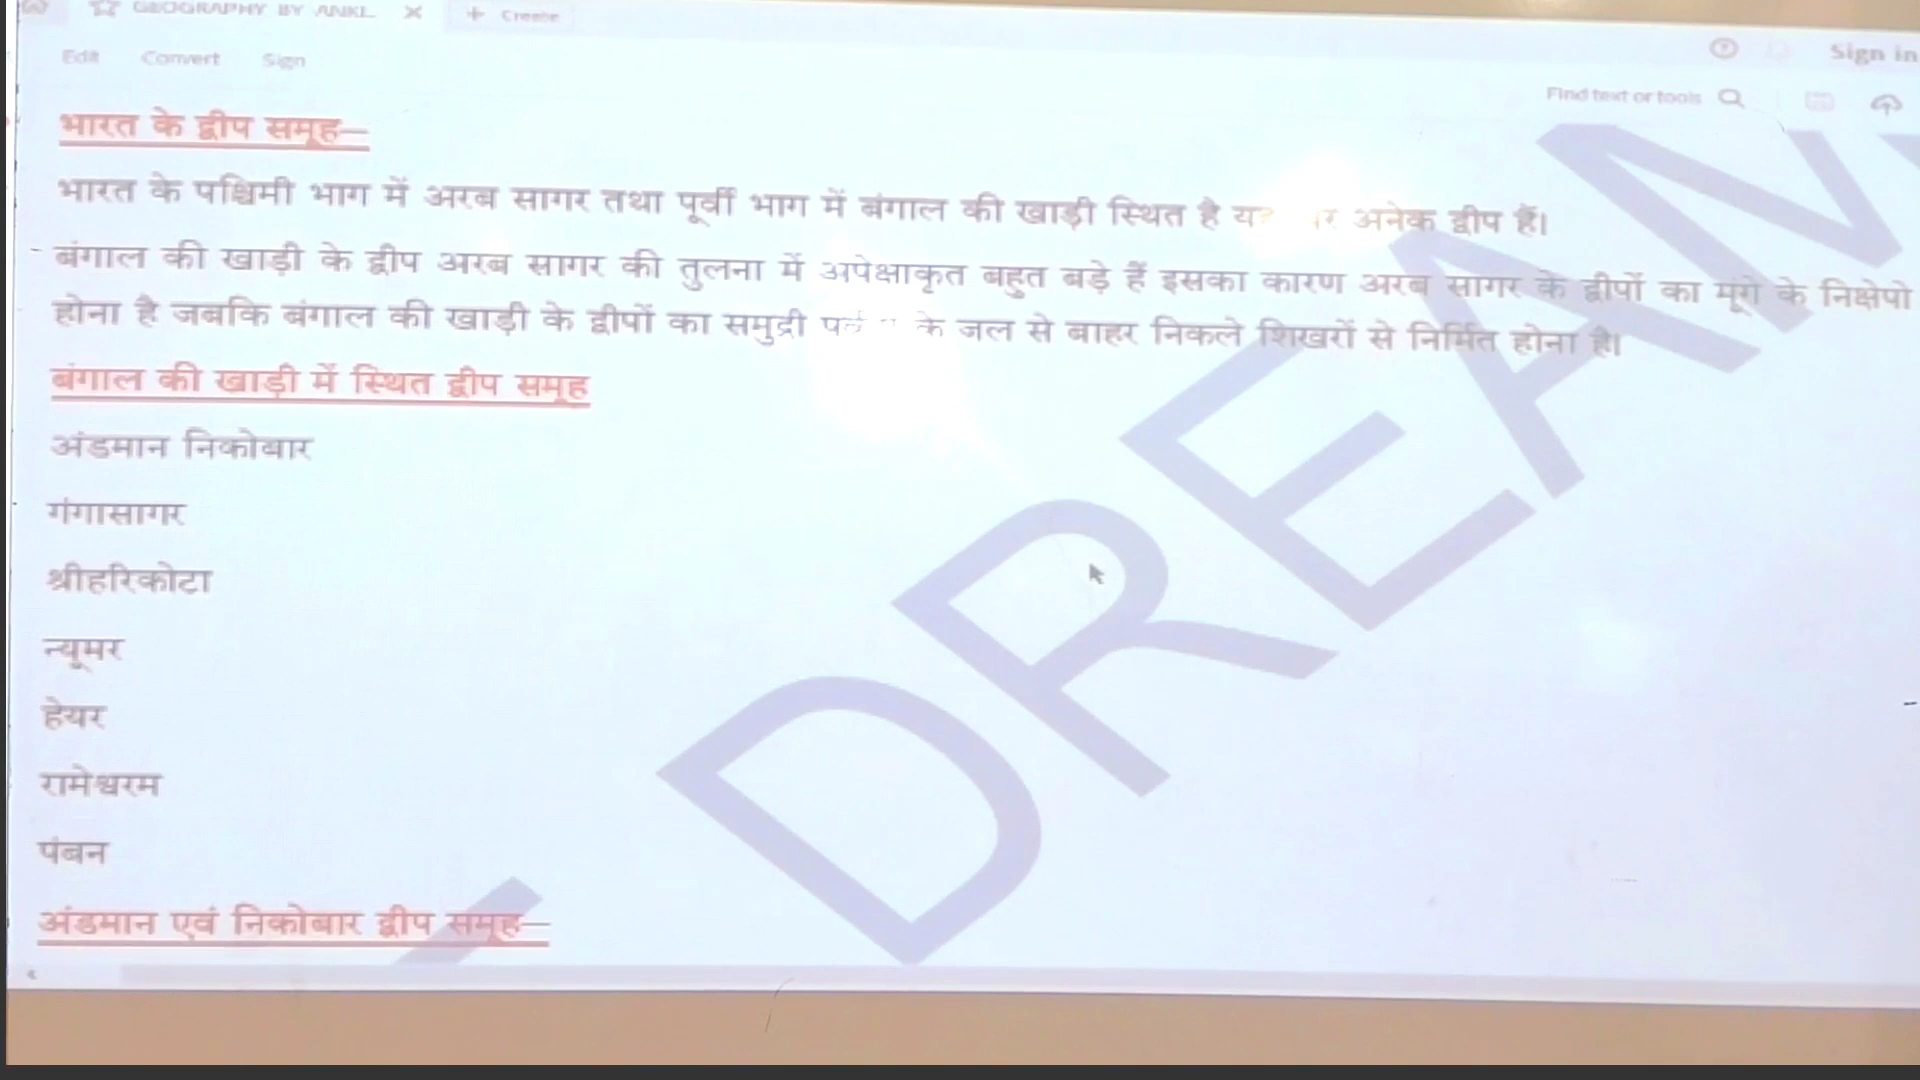 GEOGRAPHY BY ANKI... × + Create
Edit Convert Sign
Sign in
Find text or tools
भारत के द्वीप समूह—
भारत के पश्चिमी भाग में अरब सागर तथा पूर्वी भाग में बंगाल की खाड़ी स्थित है अनेक द्वीप हैं।
बंगाल की खाड़ी के द्वीप अरब सागर की तुलना में अपेक्षाकृत बहुत बड़े हैं इसका कारण अरब सागर के द्वीपों का मूंगे के निक्षेपो
होना है जबकि बंगाल की खाड़ी के द्वीपों का समुद्री के जल से बाहर निकले शिखरों से निर्मित होना है।
बंगाल की खाड़ी में स्थित द्वीप समूह
अंडमान निकोबार
गंगासागर
श्रीहरिकोटा
न्यूमर
हेयर
रामेश्वरम
पंबन
अंडमान एवं निकोबार द्वीप समूह—
DREAM